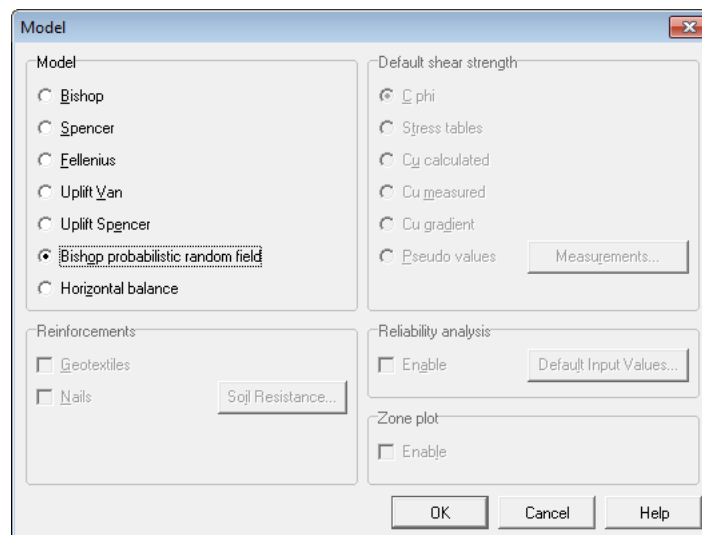 Model
Model
Bishop
Spencer
Fellenius
Uplift Van
Uplift Spencer
Bishop probabilistic random field
Horizontal balance
Default shear strength
C phi
Stress tables
Cu calculated
Cu measured
Cu gradient
Pseudo values
Measurements...
Reinforcements
Geotextiles
Nails
Soil Resistance...
Reliability analysis
Enable
Default Input Values...
Zone plot
Enable
OK
Cancel
Help